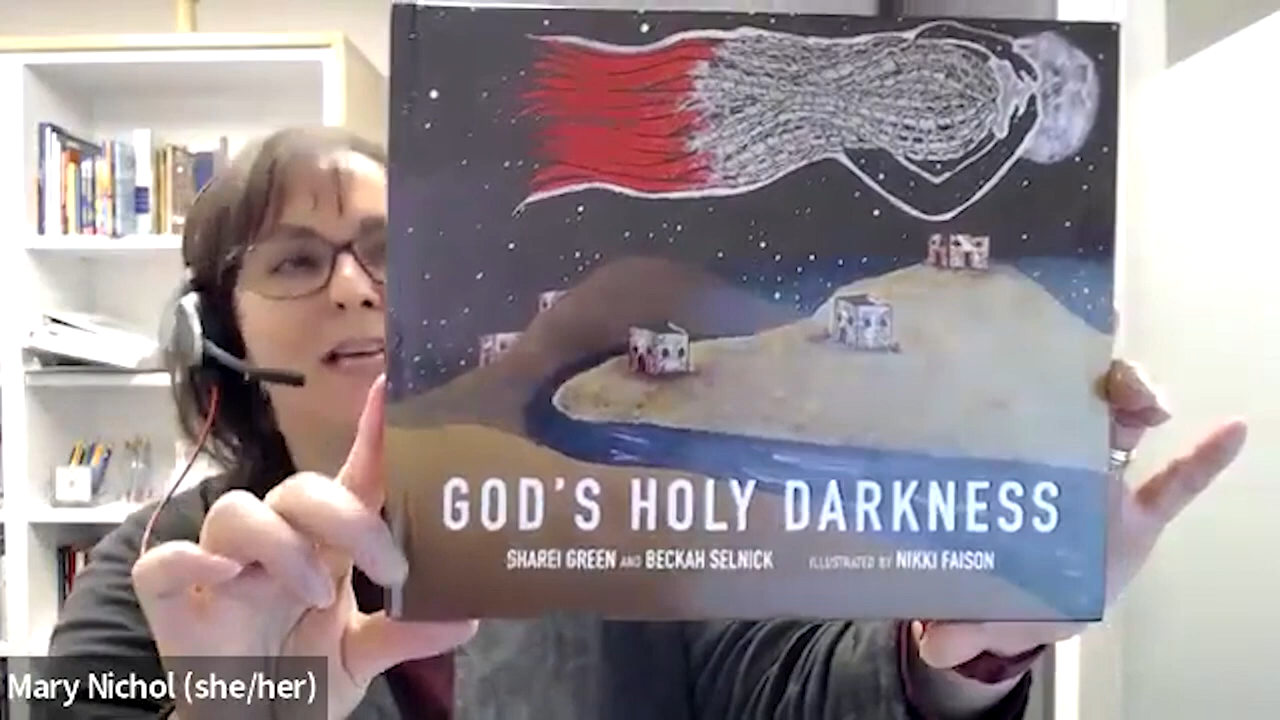 GOD'S HOLY DARKNESS
SHAREI GREEN AND BECKAH SELNICK ILLUSTRATED BY NIKKI FAISON
Mary Nichol (she/her)